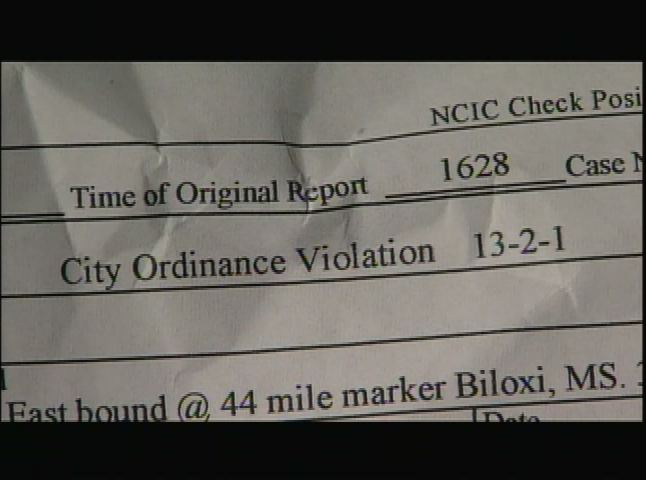 NCIC Check Posi
Time of Original Report 1628 Case
City Ordinance Violation 13-2-1
East bound @ 44 mile marker Biloxi, MS.
Date